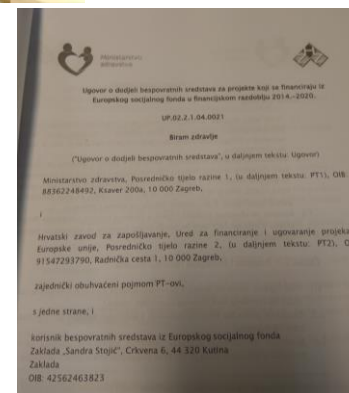 Ministarstvo
zdravstva
Ugovor o dodjeli bespovratnih sredstava za projekte koji se financiraju iz
Europskog socijalnog fonda u financijskom razdoblju 2014.-2020.
UP.02.2.1.04.0021
Biram zdravlje
("Ugovor o dodjeli bespovratnih sredstava", u daljnjem tekstu: Ugovor)
Ministarstvo zdravstva, Posredničko tijelo razine 1, (u daljnjem tekstu: PT1), OIB
88362248492, Ksaver 200a, 10 000 Zagreb,
i
Hrvatski zavod za zapošljavanje, Ured za financiranje i ugovaranje projeka
Europske unije, Posredničko tijelo razine 2, (u daljnjem tekstu: PT2), O
91547293790, Radnička cesta 1, 10 000 Zagreb,
zajednički obuhvaćeni pojmom PT-ovi,
s jedne strane, i
korisnik bespovratnih sredstava iz Europskog socijalnog fonda
Zaklada „Sandra Stojić", Crkvena 6, 44 320 Kutina
Zaklada
OIB: 42562463823